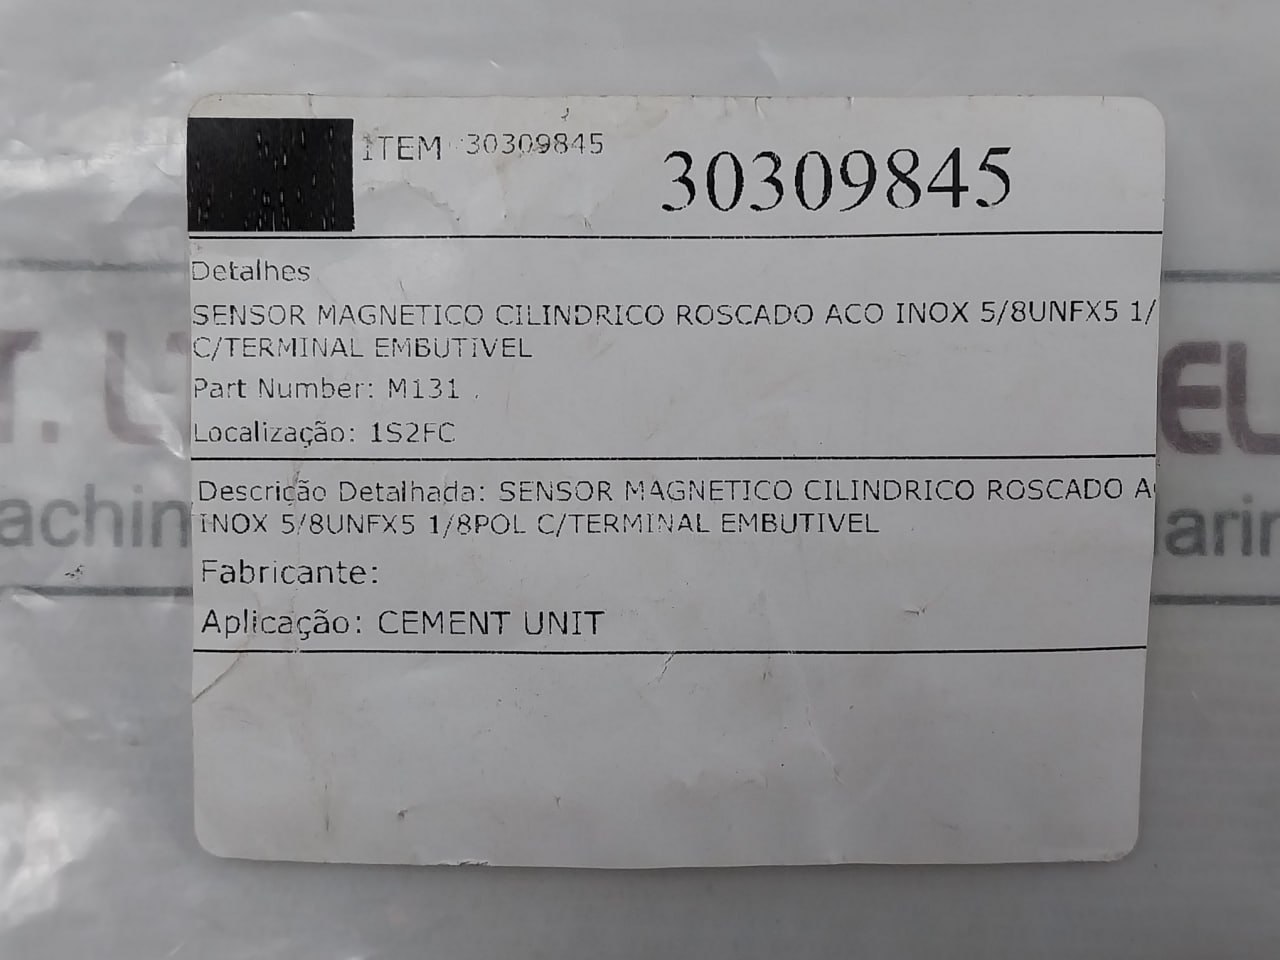 ITEM 30309845
30309845
Detalhes
SENSOR MAGNETICO CILINDRICO ROSCADO ACO INOX 5/8UNFX5 1/
C/TERMINAL EMBUTIVEL
Part Number: M131
Localização: 1S2FC
Descrição Detalhada: SENSOR MAGNETICO CILINDRICO ROSCADO A
INOX 5/8UNFX5 1/8POL C/TERMINAL EMBUTIVEL
Fabricante:
Aplicação: CEMENT UNIT